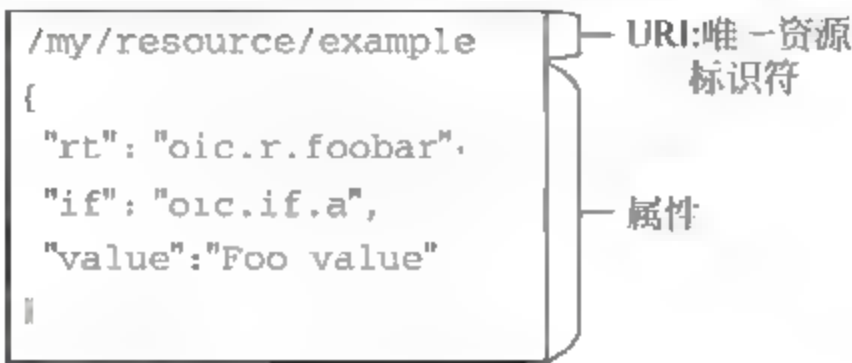 /my/resource/example
{
"rt": "oic.r.foobar",
"if": "oic.if.a",
"value":"Foo value"
}
URI:唯一资源
标识符
属性